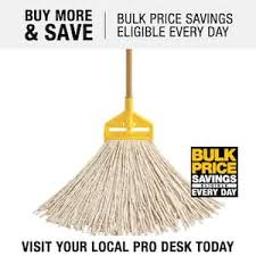 BUY MORE
& SAVE
BULK PRICE SAVINGS
ELIGIBLE EVERY DAY
BULK
PRICE
SAVINGS
ELIGIBLE
EVERY DAY
VISIT YOUR LOCAL PRO DESK TODAY